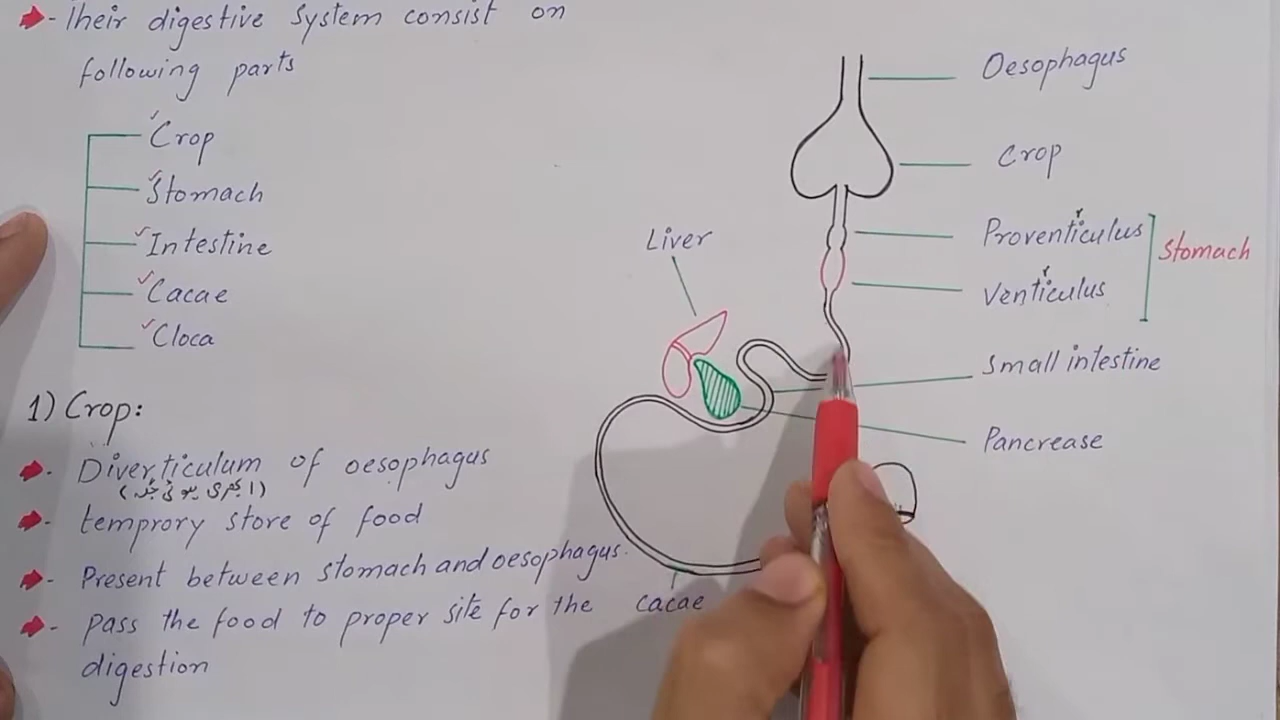 Their digestive System consist on
following parts
Crop
Stomach
Intestine
Cacae
Cloca
1) Crop:
Diverticulum of oesophagus
temprory store of food
Present between stomach and oesophagus.
Pass the food to proper site for the
digestion
Oesophagus
Crop
Proventiculus
Venticulus
Stomach
Liver
Small intestine
Pancrease
cacae